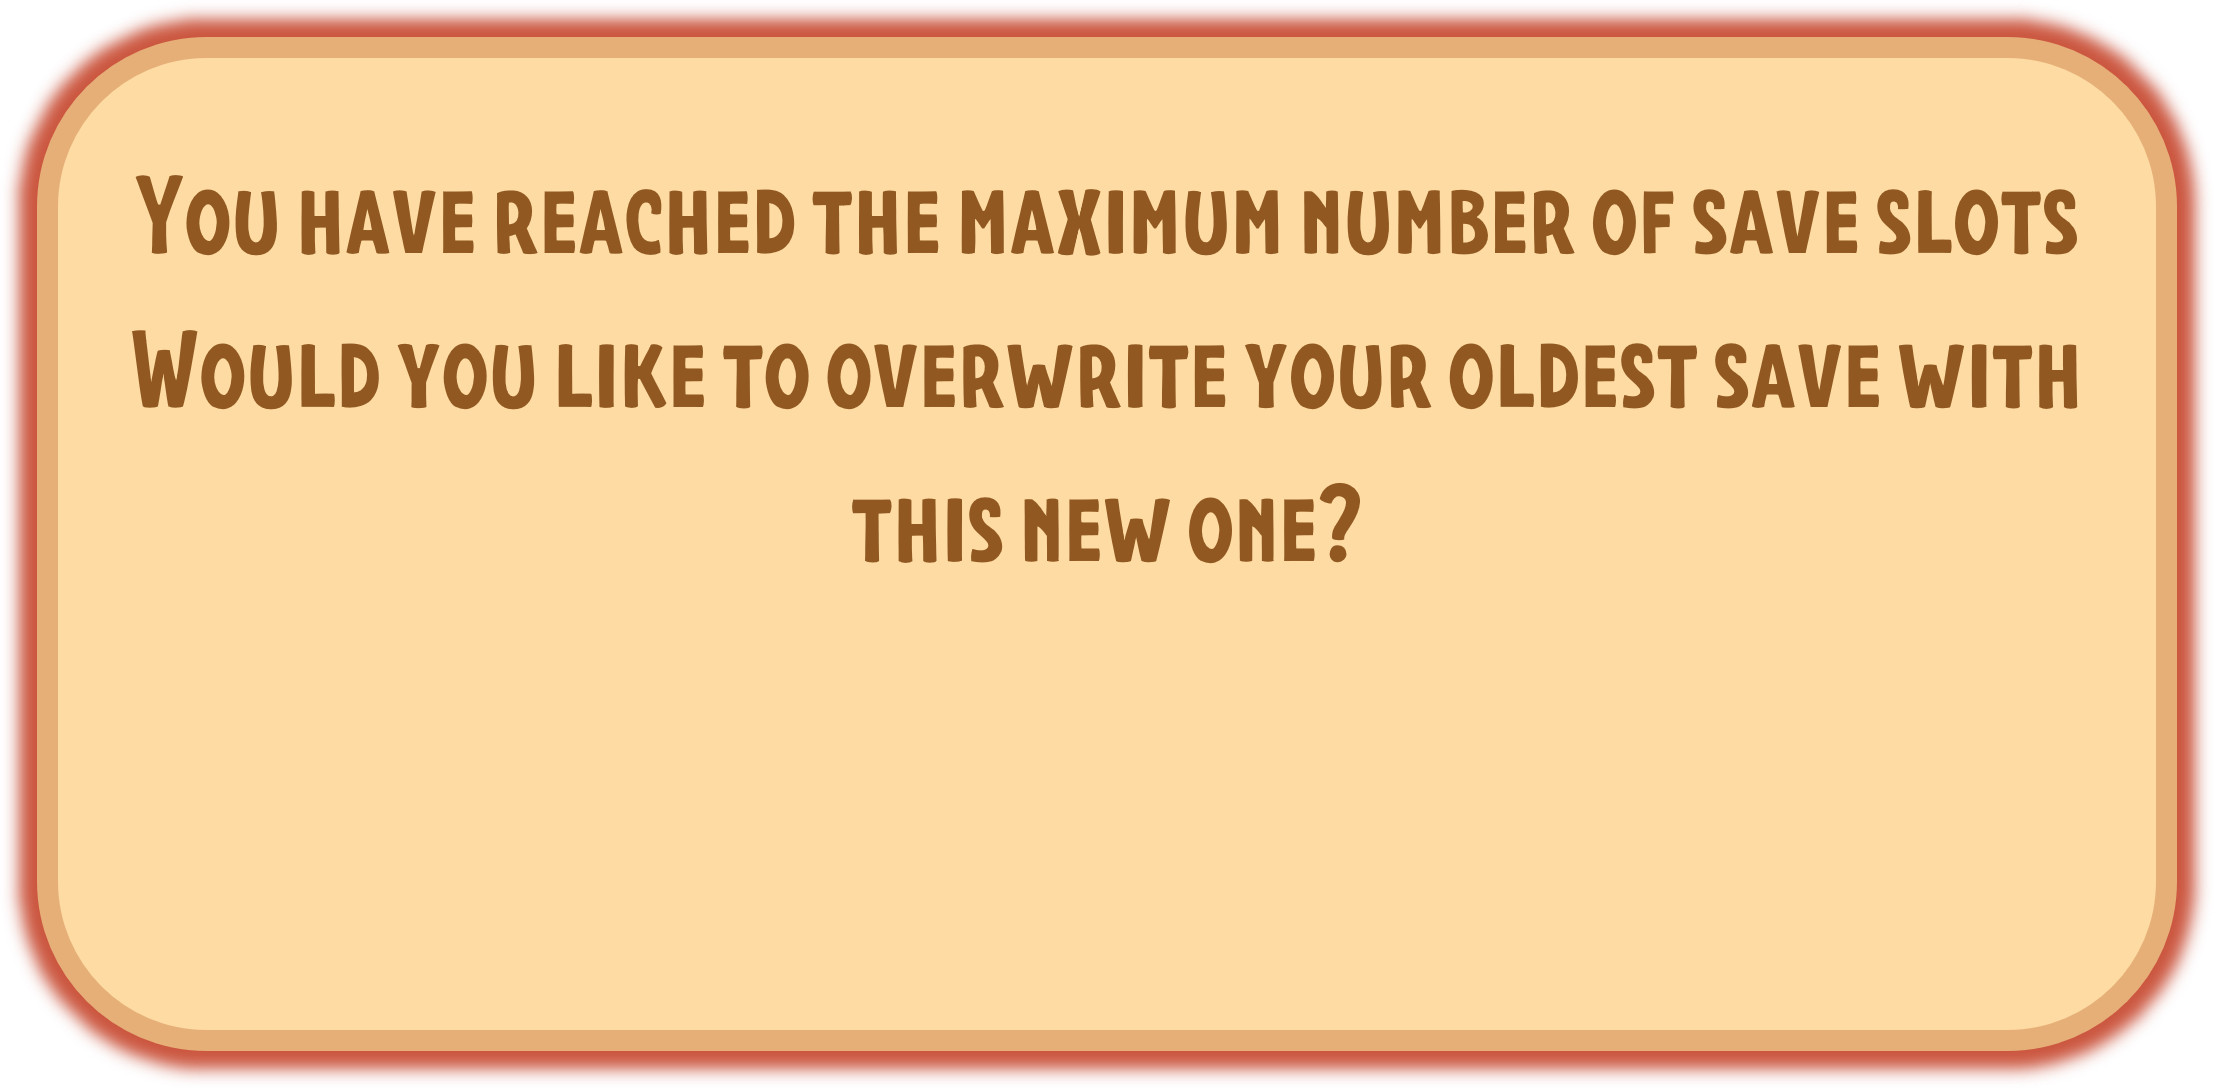 You have reached the maximum number of save slots
Would you like to overwrite your oldest save with
this new one?